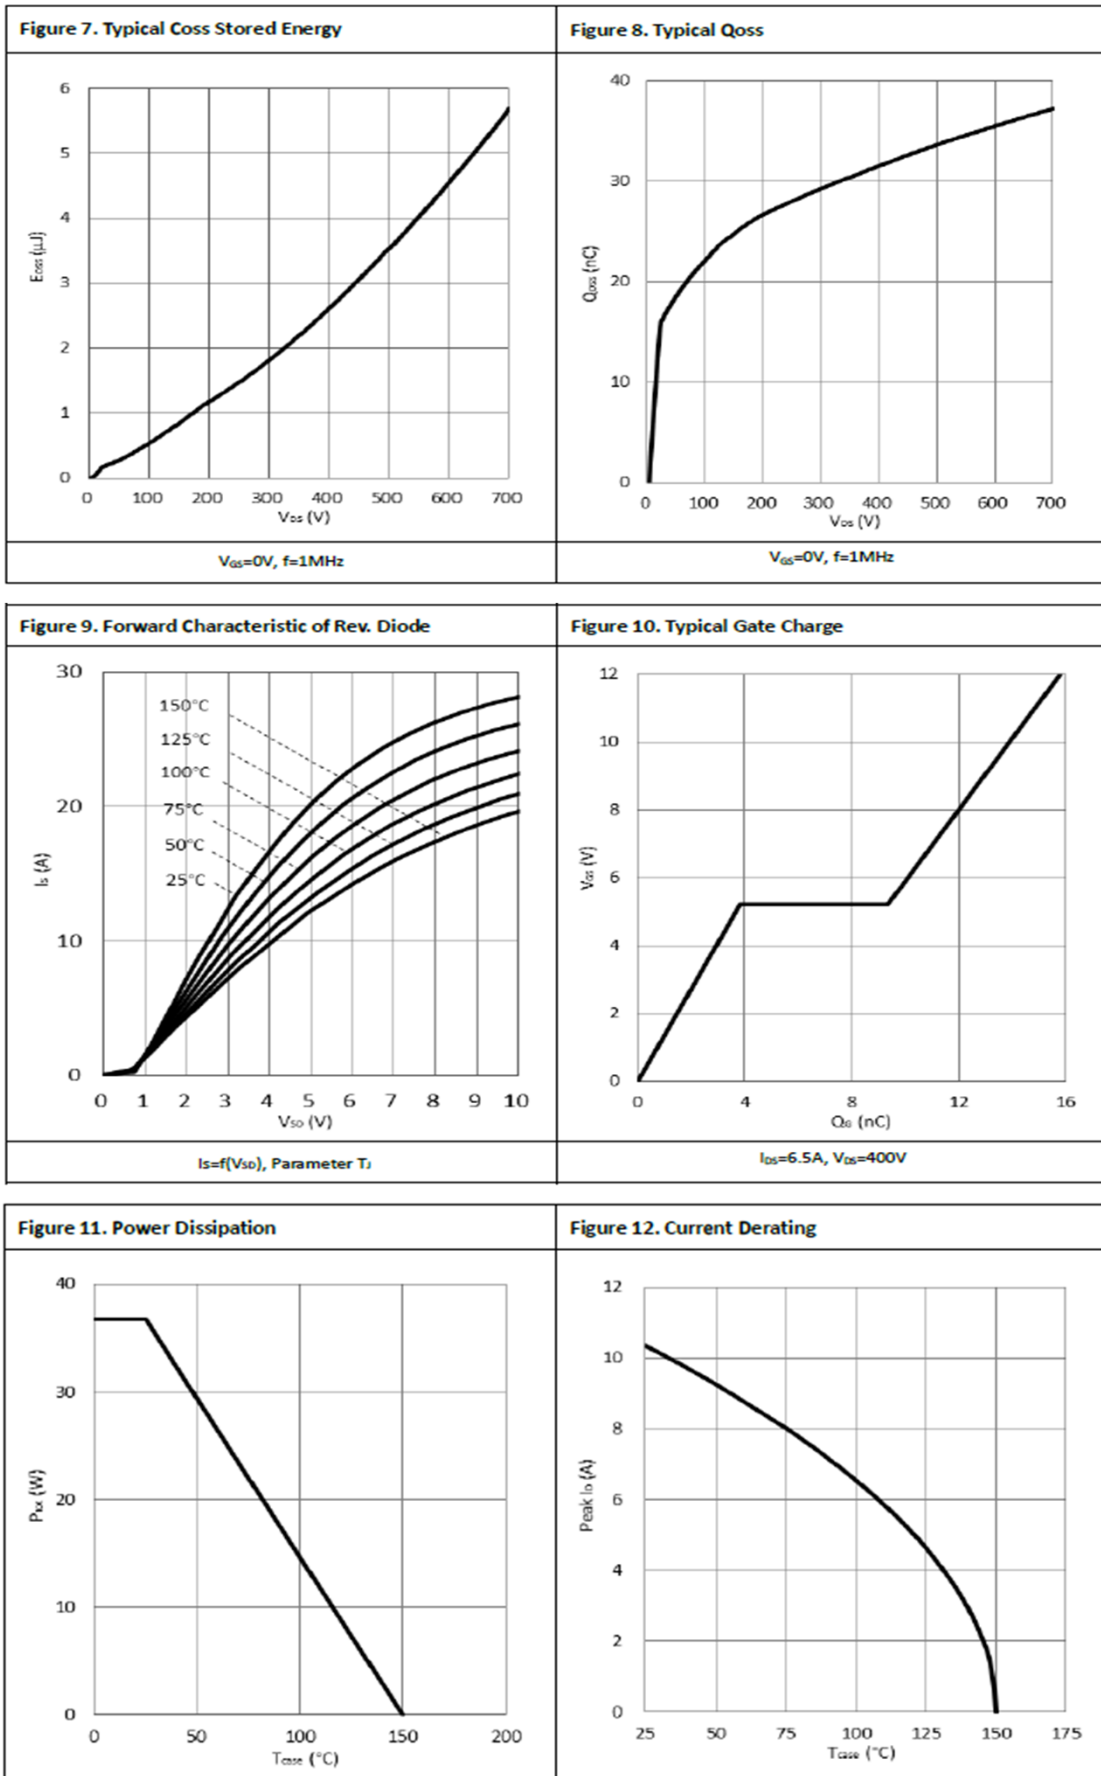 Figure 7. Typical Coss Stored Energy
6
5
4
3
2
1
0
Eoss (μJ)
0 100 200 300 400 500 600 700
VDS (V)
VGS=0V, f=1MHz
Figure 8. Typical Qoss
40
30
20
10
0
Qoss (nC)
0 100 200 300 400 500 600 700
VDS (V)
VGS=0V, f=1MHz
Figure 9. Forward Characteristic of Rev. Diode
30
20
10
0
IS (A)
150°C
125°C
100°C
75°C
50°C
25°C
0 1 2 3 4 5 6 7 8 9 10
VSD (V)
IS=f(VSD), Parameter TJ
Figure 10. Typical Gate Charge
12
10
8
6
4
2
0
VGS (V)
0 4 8 12 16
QG (nC)
IDS=6.5A, VDS=400V
Figure 11. Power Dissipation
40
30
20
10
0
(W)
0 50 100 150 200
Tcase (°C)
Figure 12. Current Derating
12
10
8
6
4
2
0
Peak ID (A)
25 50 75 100 125 150 175
Tcase (°C)